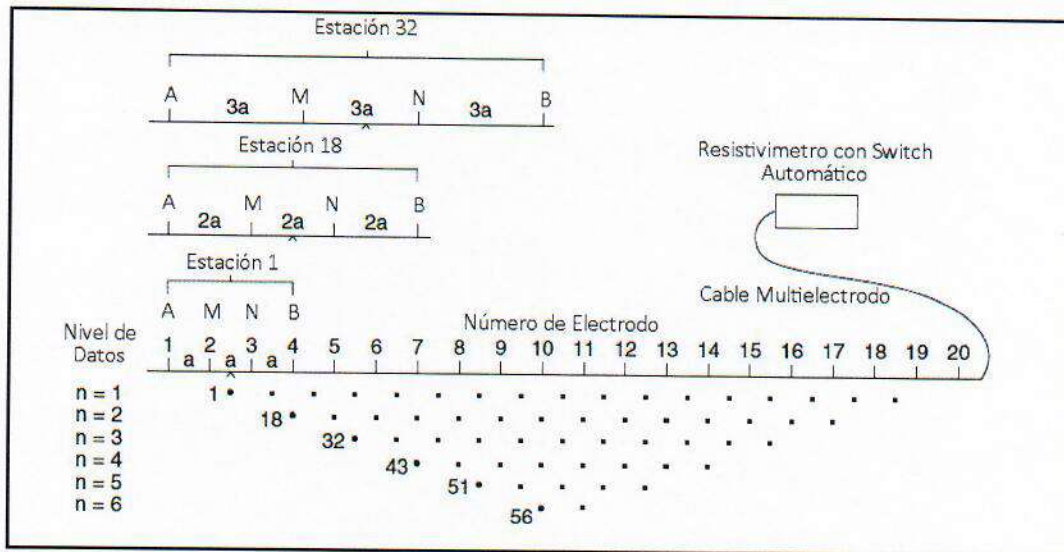 Estación 32
A M N B
3a 3a 3a
Estación 18
A M N B
2a 2a 2a
Estación 1
A M N B
Resistivimetro con Switch
Automático
Cable Multielectrodo
Nivel de
Datos
Número de Electrodo
1 2 3 4 5 6 7 8 9 10 11 12 13 14 15 16 17 18 19 20
a a a
n = 1 1
n = 2 18
n = 3 32
n = 4 43
n = 5 51
n = 6 56